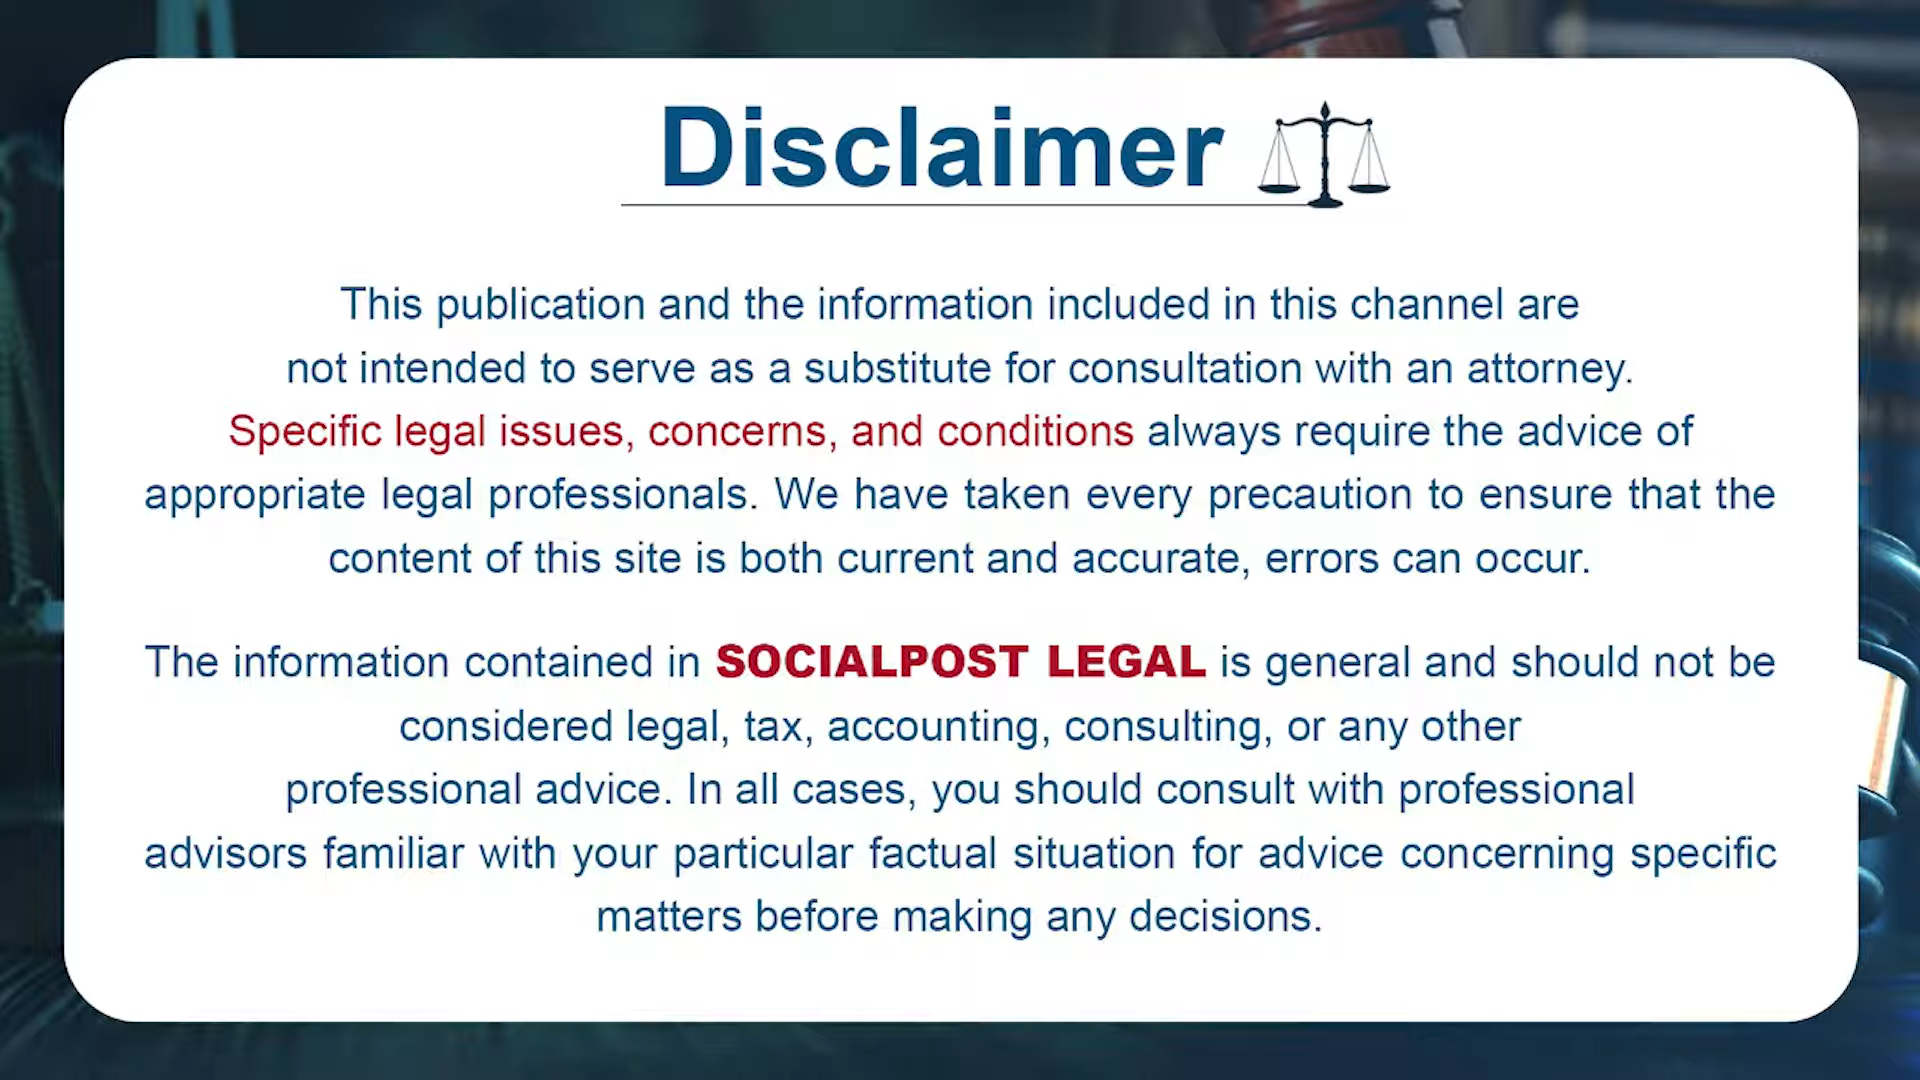 Disclaimer
This publication and the information included in this channel are
not intended to serve as a substitute for consultation with an attorney.
Specific legal issues, concerns, and conditions always require the advice of
appropriate legal professionals. We have taken every precaution to ensure that the
content of this site is both current and accurate, errors can occur.
The information contained in SOCIALPOST LEGAL is general and should not be
considered legal, tax, accounting, consulting, or any other
professional advice. In all cases, you should consult with professional
advisors familiar with your particular factual situation for advice concerning specific
matters before making any decisions.